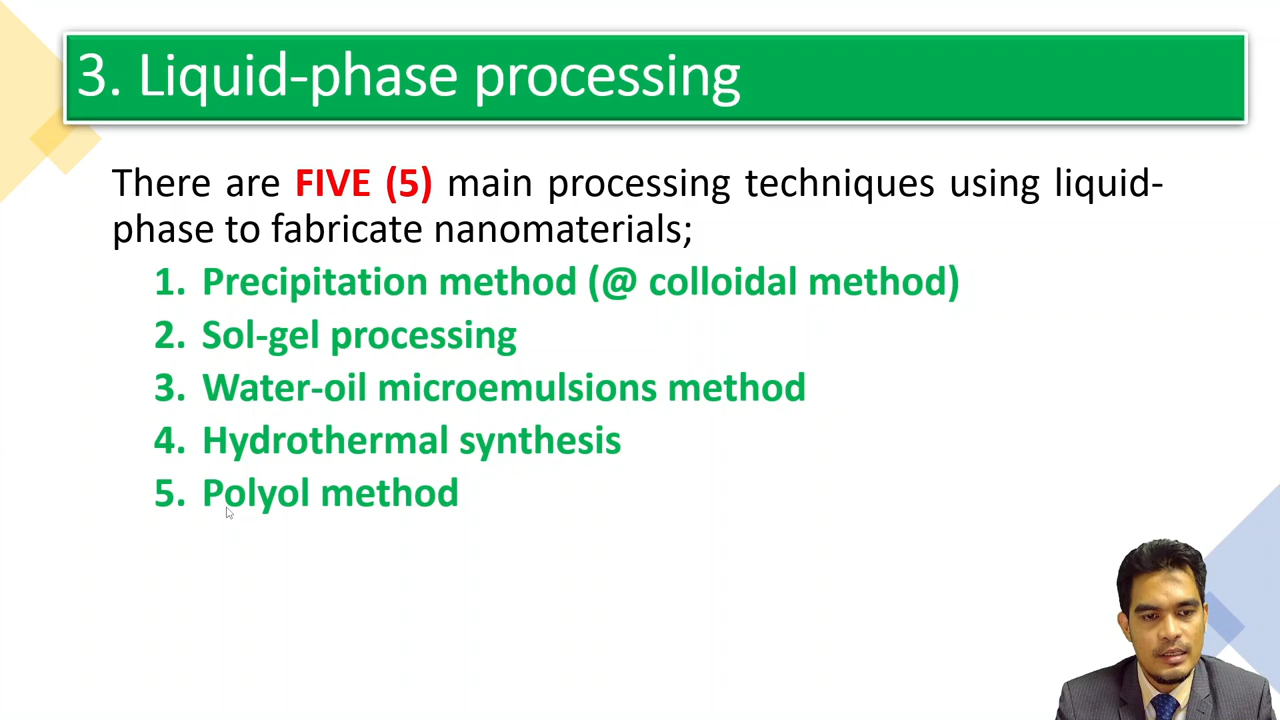 3. Liquid-phase processing
There are FIVE (5) main processing techniques using liquid-
phase to fabricate nanomaterials;
1. Precipitation method (@ colloidal method)
2. Sol-gel processing
3. Water-oil microemulsions method
4. Hydrothermal synthesis
5. Polyol method